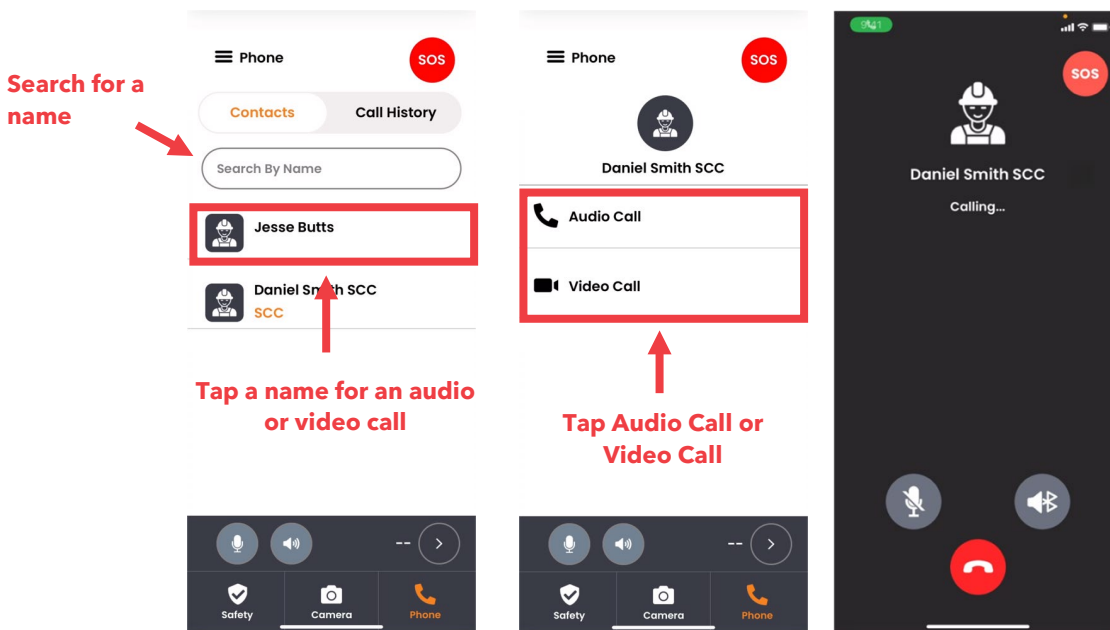 Search for a
name
Phone
SOS
Contacts
Call History
Search By Name
Jesse Butts
Daniel Smith SCC
SCC
Tap a name for an audio
or video call
--
Safety
Camera
Phone
Phone
SOS
Daniel Smith SCC
Audio Call
Video Call
Tap Audio Call or
Video Call
--
Safety
Camera
Phone
9:41
SOS
Daniel Smith SCC
Calling...